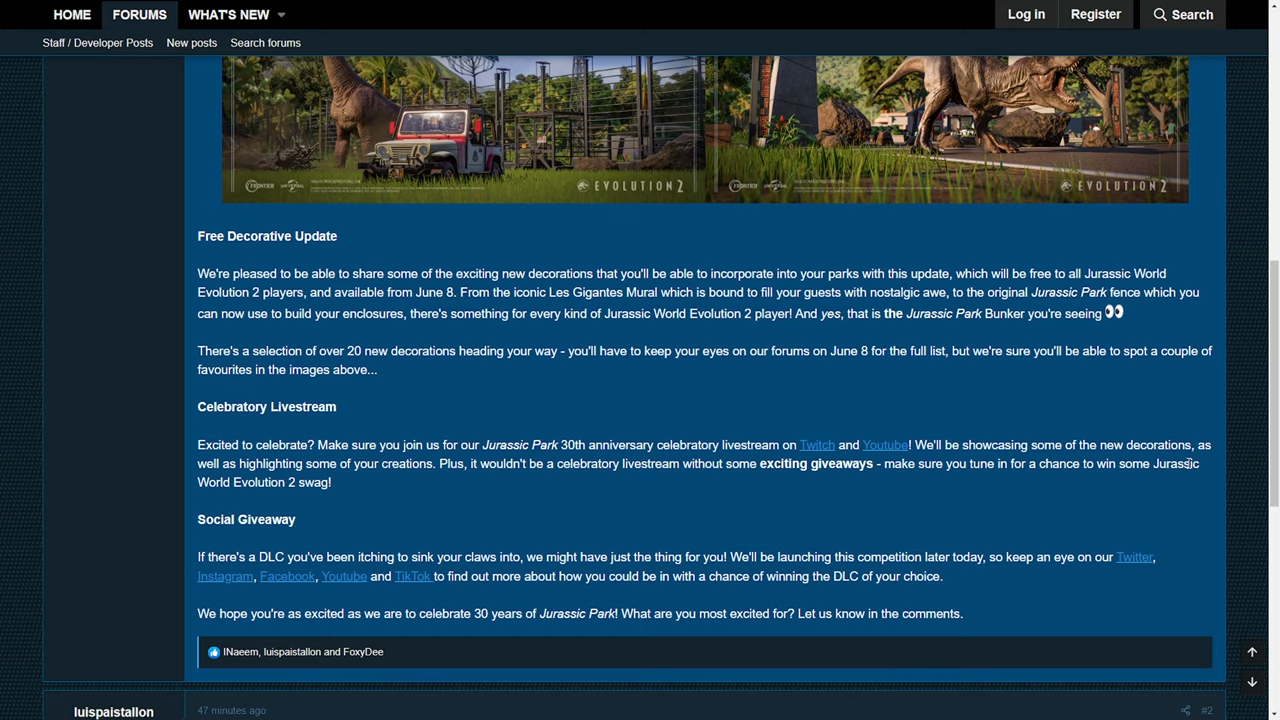 HOME FORUMS WHAT'S NEW Log in Register Search
Staff / Developer Posts New posts Search forums
FRONTIER UNIVERSAL EVOLUTION 2 FRONTIER UNIVERSAL EVOLUTION 2
Free Decorative Update
We're pleased to be able to share some of the exciting new decorations that you'll be able to incorporate into your parks with this update, which will be free to all Jurassic World
Evolution 2 players, and available from June 8. From the iconic Les Gigantes Mural which is bound to fill your guests with nostalgic awe, to the original Jurassic Park fence which you
can now use to build your enclosures, there's something for every kind of Jurassic World Evolution 2 player! And yes, that is the Jurassic Park Bunker you're seeing 👀
There's a selection of over 20 new decorations heading your way - you'll have to keep your eyes on our forums on June 8 for the full list, but we're sure you'll be able to spot a couple of
favourites in the images above...
Celebratory Livestream
Excited to celebrate? Make sure you join us for our Jurassic Park 30th anniversary celebratory livestream on Twitch and Youtube! We'll be showcasing some of the new decorations, as
well as highlighting some of your creations. Plus, it wouldn't be a celebratory livestream without some exciting giveaways - make sure you tune in for a chance to win some Jurassic
World Evolution 2 swag!
Social Giveaway
If there's a DLC you've been itching to sink your claws into, we might have just the thing for you! We'll be launching this competition later today, so keep an eye on our Twitter,
Instagram, Facebook, Youtube and TikTok to find out more about how you could be in with a chance of winning the DLC of your choice.
We hope you're as excited as we are to celebrate 30 years of Jurassic Park! What are you most excited for? Let us know in the comments.
INaeem, luispaistallon and FoxyDee
luispaistallon 47 minutes ago #2